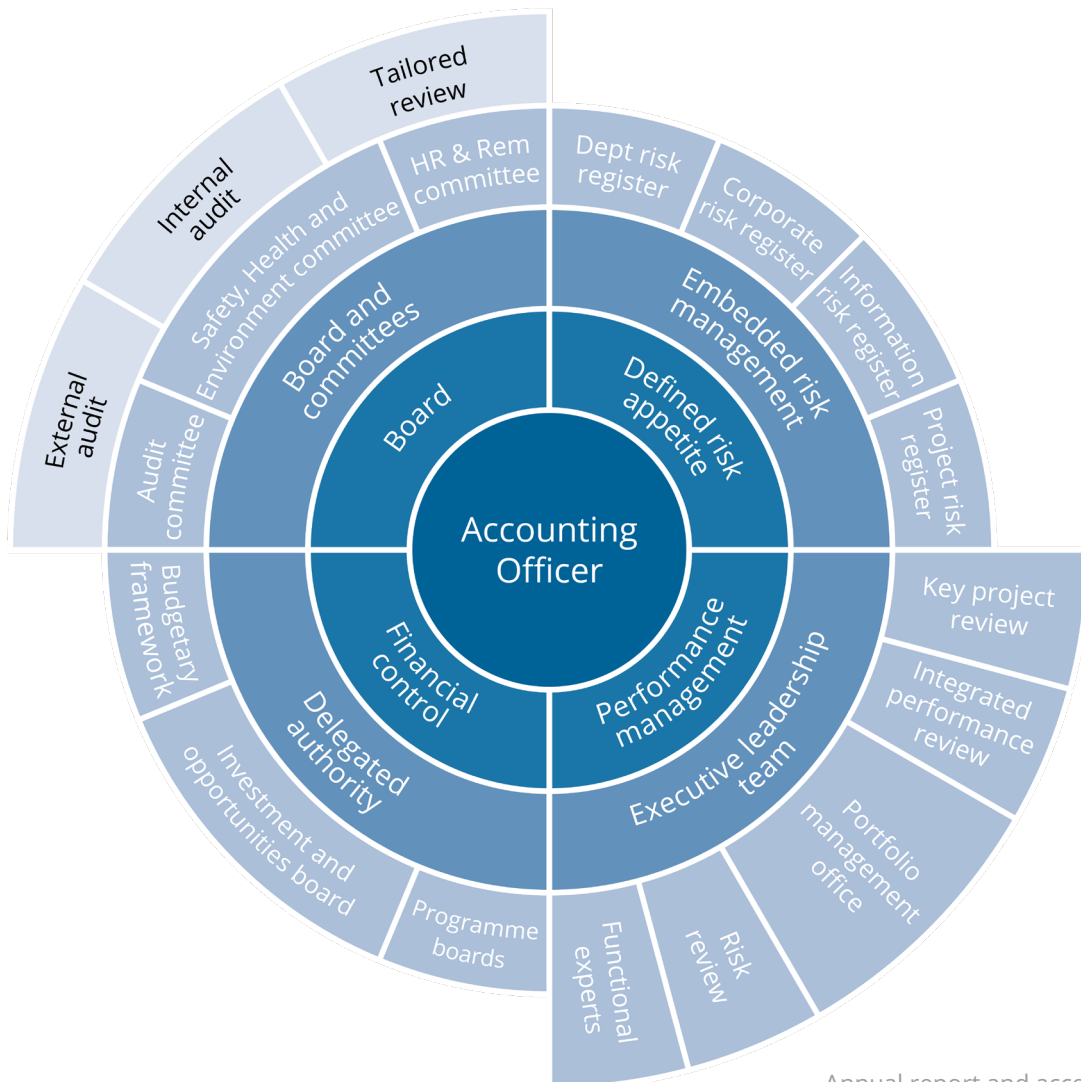 Tailored
review
Internal
audit
External
audit
HR & Rem
committee
Safety, Health and
Environment committee
Audit
committee
Board and
committees
Board
Dept risk
register
Corporate
risk register
Information
risk register
Project risk
register
Embedded risk
management
Defined risk
appetite
Accounting
Officer
Budgetary
framework
Investment and
opportunities board
Programme
boards
Delegated
authority
Financial
control
Performance
management
Executive leadership
team
Key project
review
Integrated
performance
review
Portfolio
management
office
Risk
review
Functional
experts
Annual report and